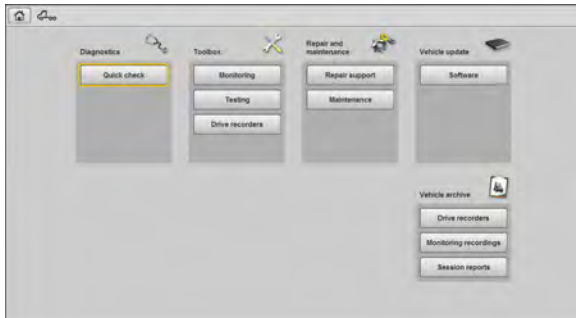 Diagnostics
Quick check
Toolbox
Monitoring
Testing
Drive recorders
Repair and
maintenance
Repair support
Maintenance
Vehicle update
Software
Vehicle archive
Drive recorders
Monitoring recordings
Session reports